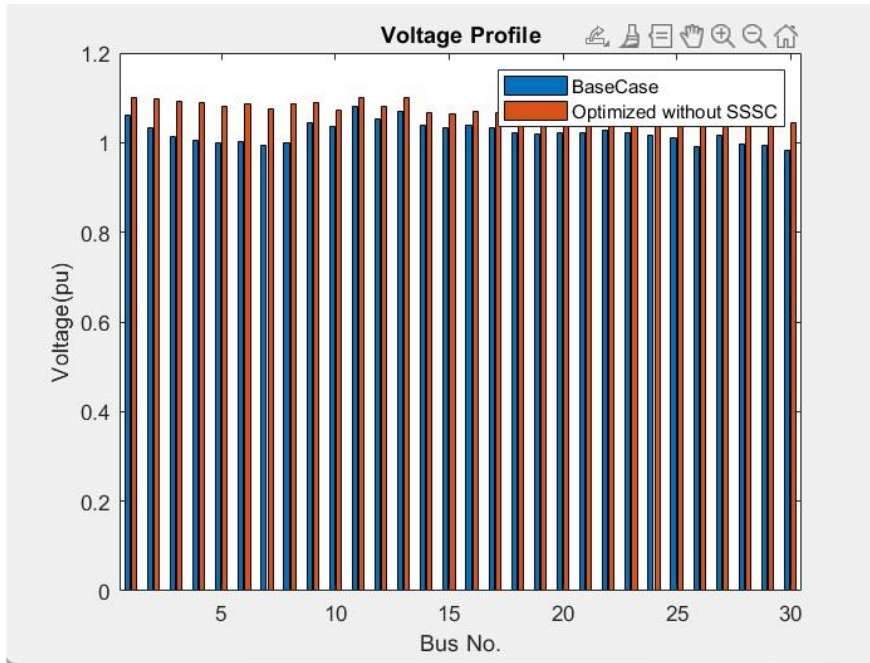 Voltage Profile
BaseCase
Optimized without SSSC
1.2
1
0.8
0.6
0.4
0.2
0
Voltage(pu)
5 10 15 20 25 30
Bus No.